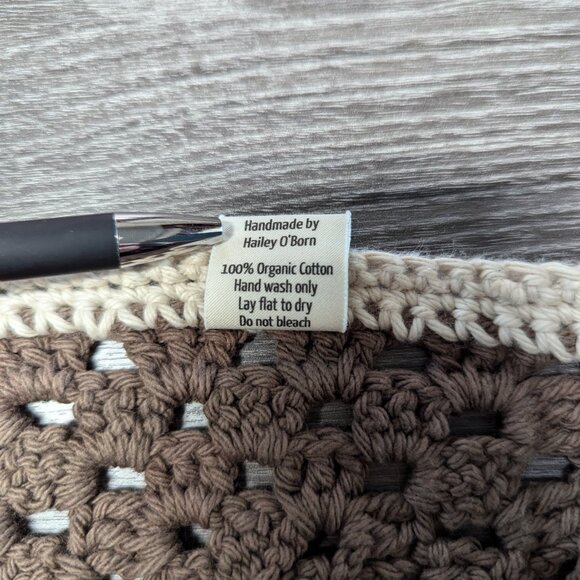 Handmade by
Hailey O'Born
100% Organic Cotton
Hand wash only
Lay flat to dry
Do not bleach